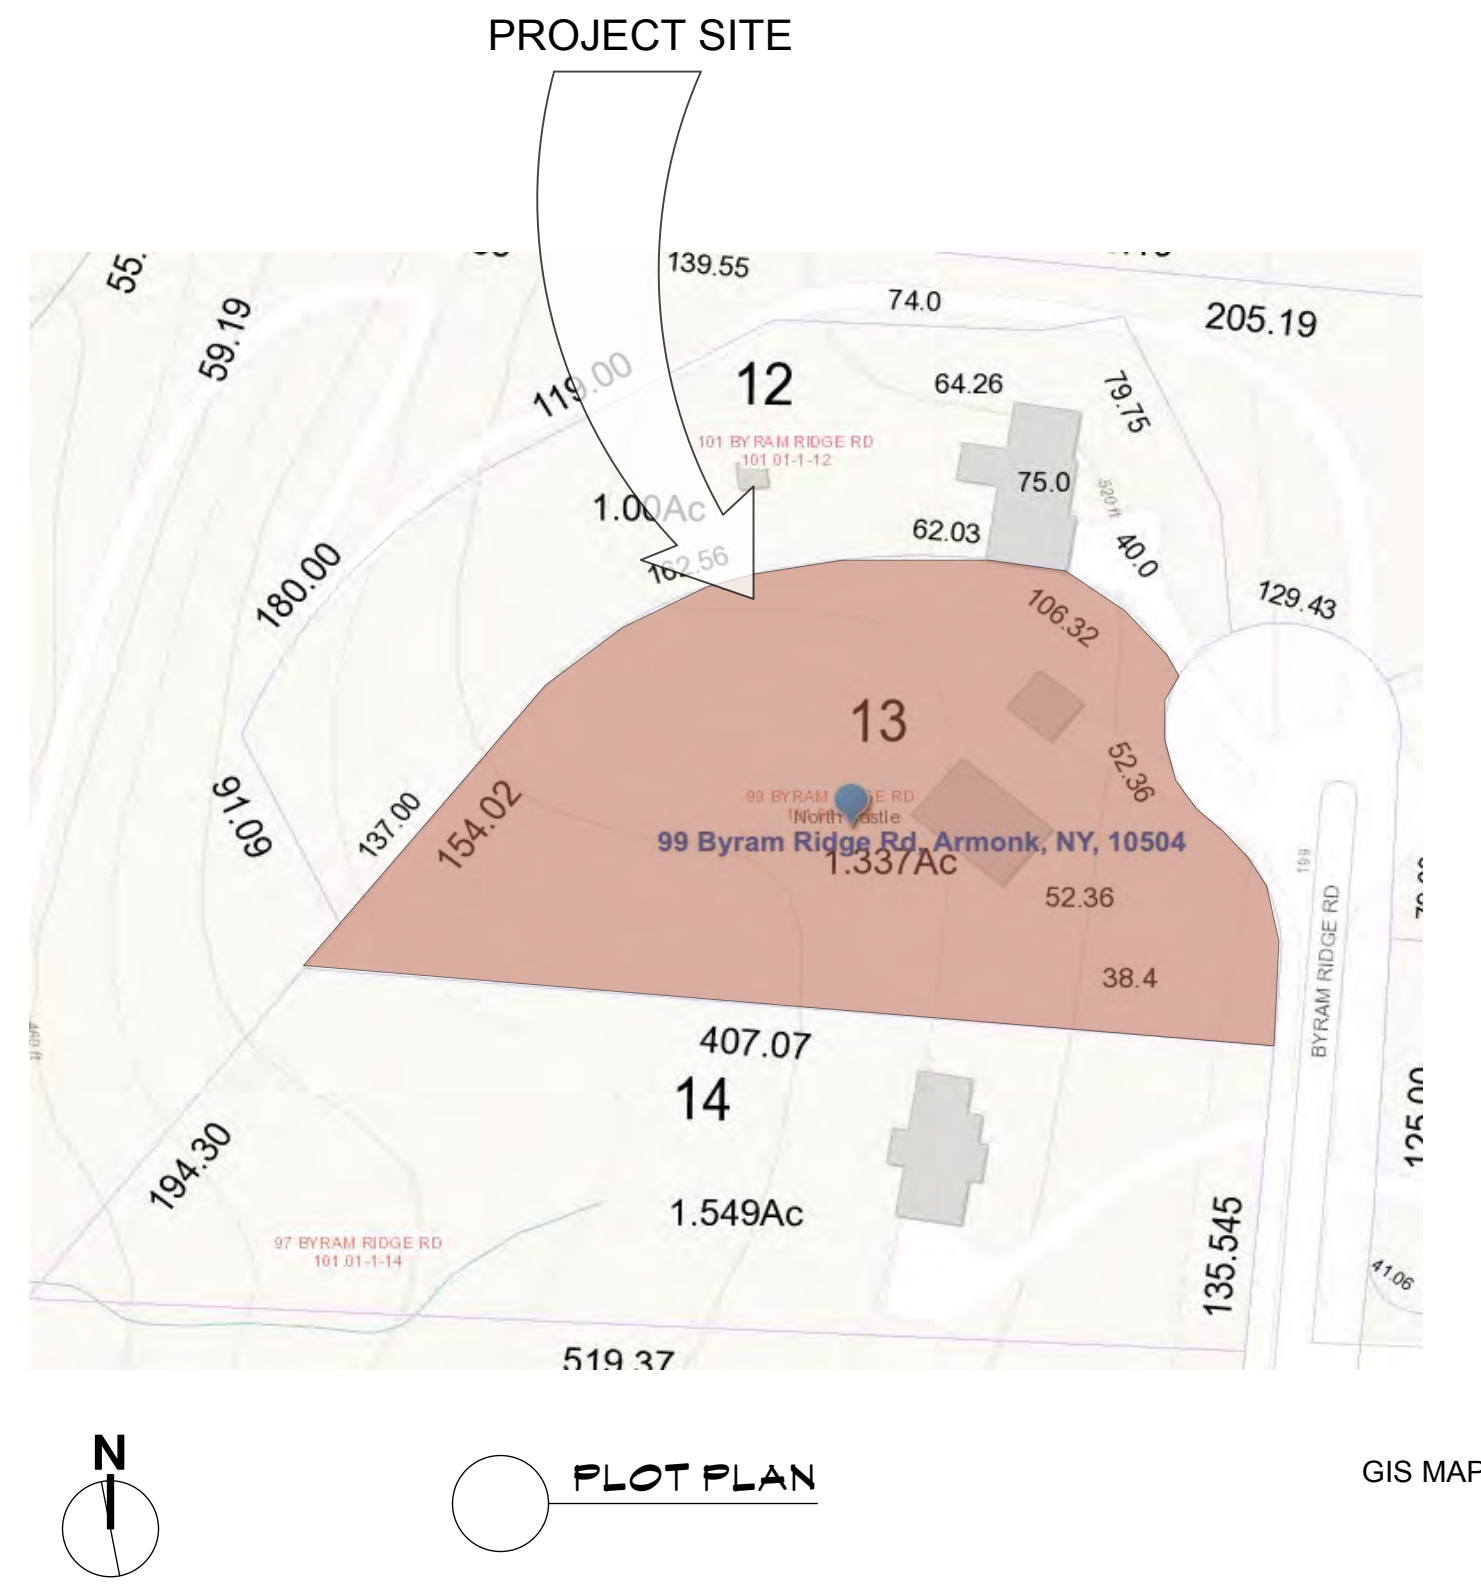 PROJECT SITE
55.
139.55
74.0
205.19
59.19
119.00
12
64.26
79.75
101 BYRAM RIDGE RD
101.01-1-12
75.0
520 ft
1.00Ac
62.03
40.0
162.56
180.00
129.43
106.32
13
52.36
91.09
137.00
154.02
99 BYRAM RIDGE RD
North Castle
99 Byram Ridge Rd, Armonk, NY, 10504
1.337Ac
199
52.36
BYRAM RIDGE RD
38.4
407.07
460 ft
14
125.00
194.30
1.549Ac
135.545
97 BYRAM RIDGE RD
101.01-1-14
41.06
519.37
N
PLOT PLAN
GIS MAP